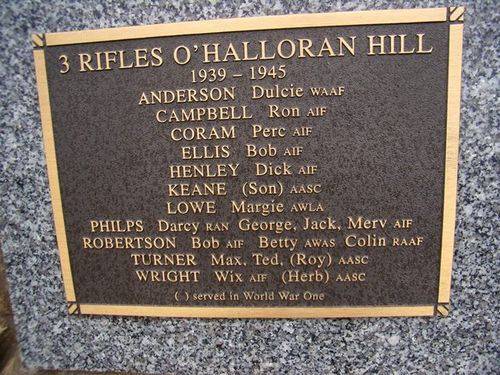 3 RIFLES O'HALLORAN HILL
1939 – 1945
ANDERSON Dulcie WAAF
CAMPBELL Ron AIF
CORAM Perc AIF
ELLIS Bob AIF
HENLEY Dick AIF
KEANE (Son) AASC
LOWE Margie AWLA
PHILPS Darcy RAN George, Jack, Merv AIF
ROBERTSON Bob AIF Betty AWAS Colin RAAF
TURNER Max, Ted, (Roy) AASC
WRIGHT Wix AIF (Herb) AASC
( ) served in World War One